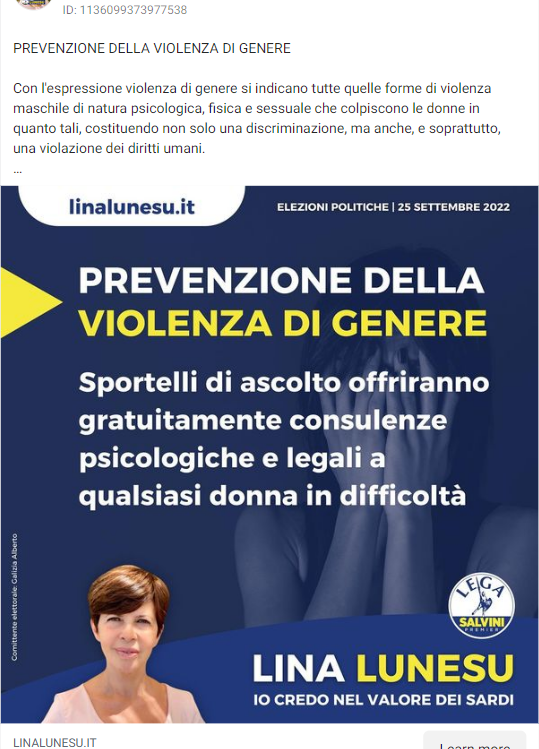 ID: 1136099373977538
PREVENZIONE DELLA VIOLENZA DI GENERE
Con l'espressione violenza di genere si indicano tutte quelle forme di violenza
maschile di natura psicologica, fisica e sessuale che colpiscono le donne in
quanto tali, costituendo non solo una discriminazione, ma anche, e soprattutto,
una violazione dei diritti umani.
...
linalunesu.it
ELEZIONI POLITICHE | 25 SETTEMBRE 2022
PREVENZIONE DELLA
VIOLENZA DI GENERE
Sportelli di ascolto offriranno
gratuitamente consulenze
psicologiche e legali a
qualsiasi donna in difficoltà
Committente elettorale: Galizia Alberto
LEGA
SALVINI
PREMIER
LINA LUNESU
IO CREDO NEL VALORE DEI SARDI
LINALUNESU.IT
Learn more